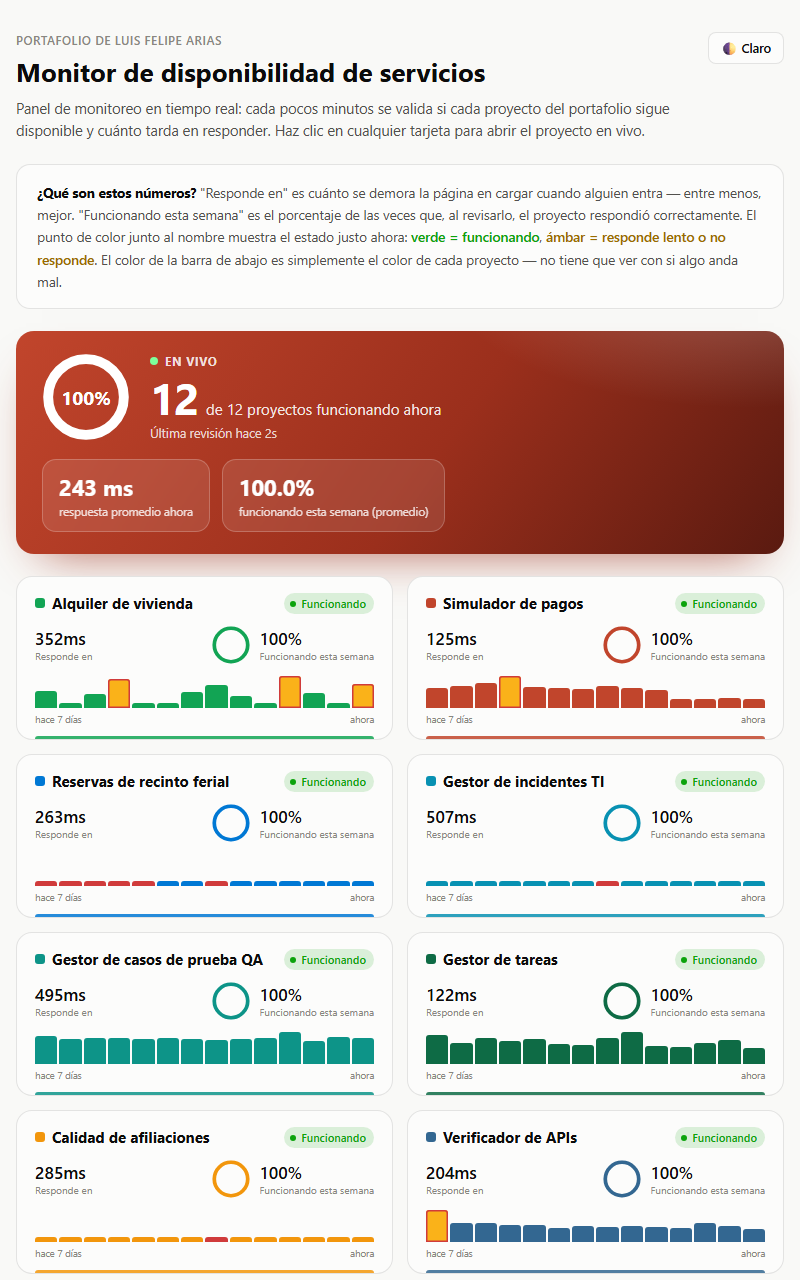 PORTAFOLIO DE LUIS FELIPE ARIAS
Monitor de disponibilidad de servicios
Claro
Panel de monitoreo en tiempo real: cada pocos minutos se valida si cada proyecto del portafolio sigue
disponible y cuánto tarda en responder. Haz clic en cualquier tarjeta para abrir el proyecto en vivo.
¿Qué son estos números? "Responde en" es cuánto se demora la página en cargar cuando alguien entra — entre menos,
mejor. "Funcionando esta semana" es el porcentaje de las veces que, al revisarlo, el proyecto respondió correctamente. El
punto de color junto al nombre muestra el estado justo ahora: verde = funcionando, ámbar = responde lento o no
responde. El color de la barra de abajo es simplemente el color de cada proyecto — no tiene que ver con si algo anda
mal.
100%
EN VIVO
12 de 12 proyectos funcionando ahora
Última revisión hace 2s
243 ms
respuesta promedio ahora
100.0%
funcionando esta semana (promedio)
Alquiler de vivienda
Funcionando
352ms
Responde en
100%
Funcionando esta semana
hace 7 días
ahora
Simulador de pagos
Funcionando
125ms
Responde en
100%
Funcionando esta semana
hace 7 días
ahora
Reservas de recinto ferial
Funcionando
263ms
Responde en
100%
Funcionando esta semana
hace 7 días
ahora
Gestor de incidentes TI
Funcionando
507ms
Responde en
100%
Funcionando esta semana
hace 7 días
ahora
Gestor de casos de prueba QA
Funcionando
495ms
Responde en
100%
Funcionando esta semana
hace 7 días
ahora
Gestor de tareas
Funcionando
122ms
Responde en
100%
Funcionando esta semana
hace 7 días
ahora
Calidad de afiliaciones
Funcionando
285ms
Responde en
100%
Funcionando esta semana
hace 7 días
ahora
Verificador de APIs
Funcionando
204ms
Responde en
100%
Funcionando esta semana
hace 7 días
ahora